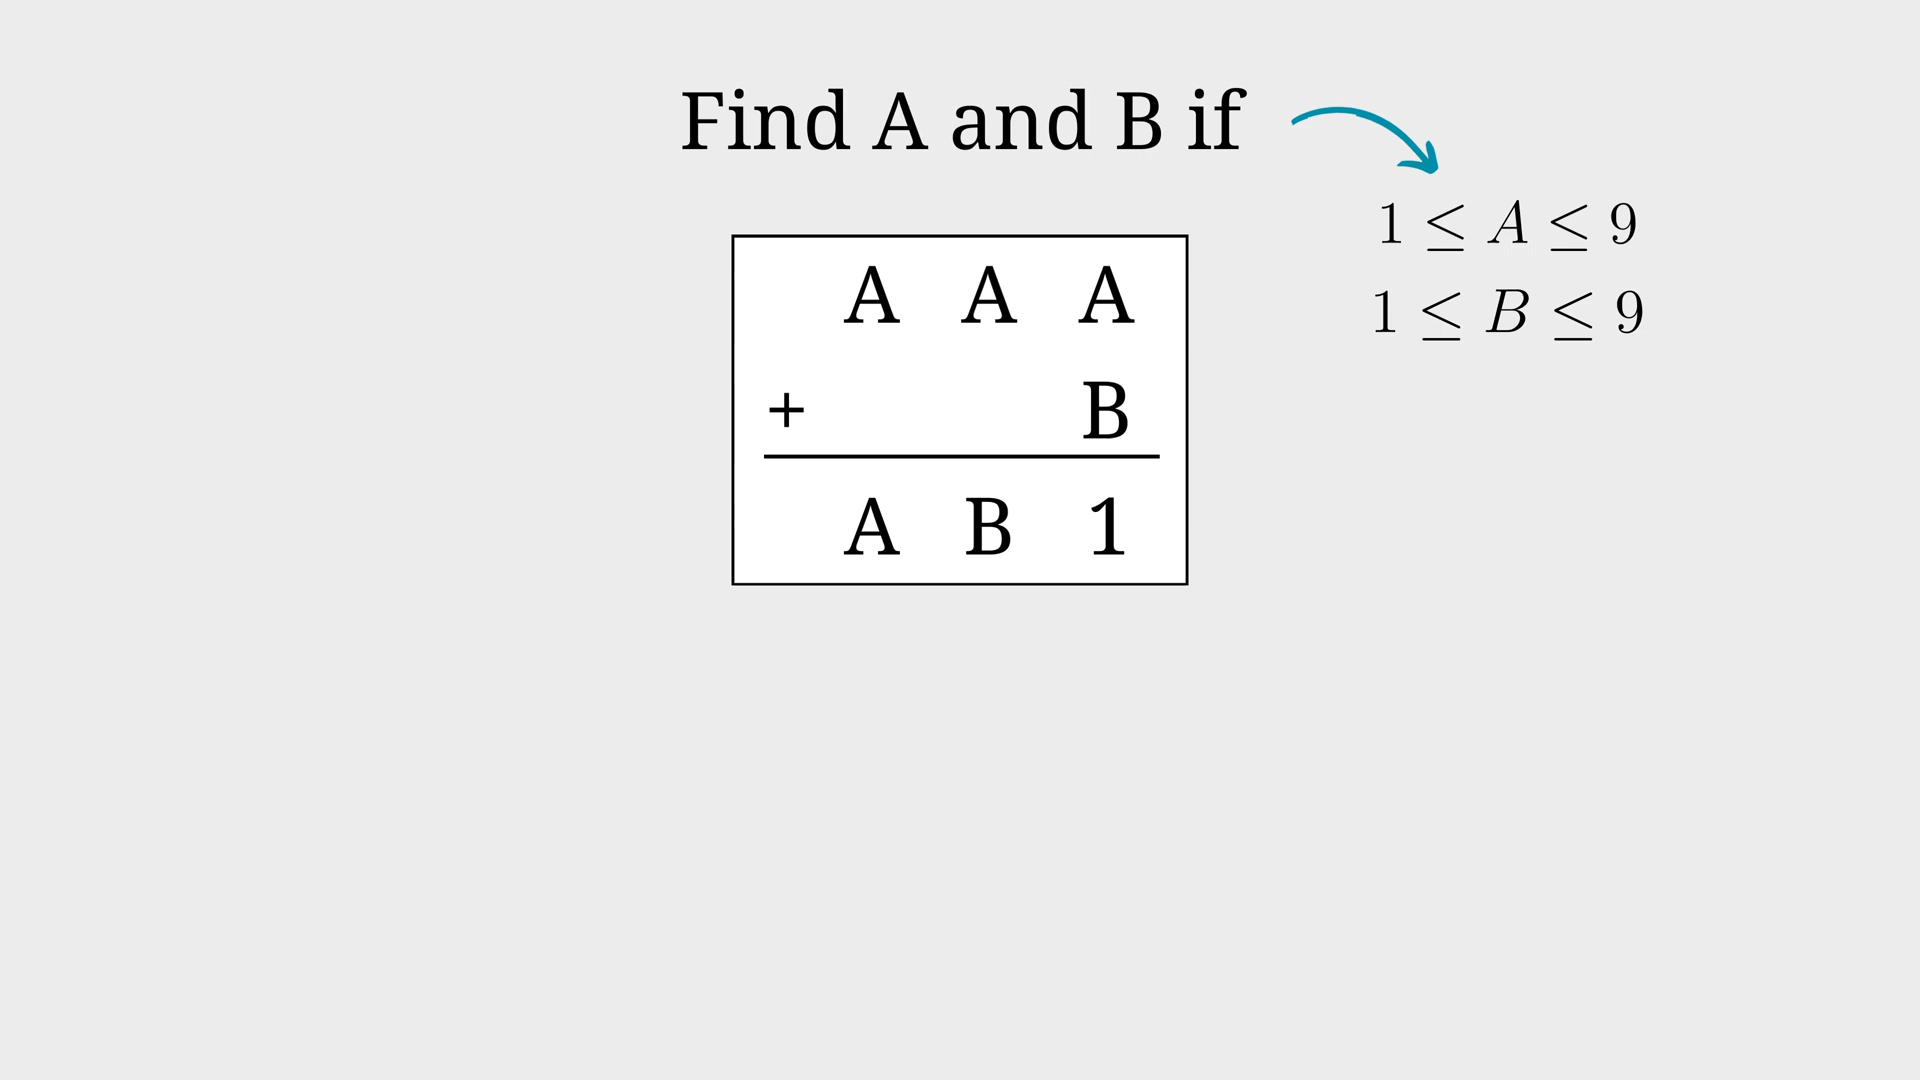 Find A and B if
1 ≤ A ≤ 9
1 ≤ B ≤ 9
A A A
+ B
A B 1